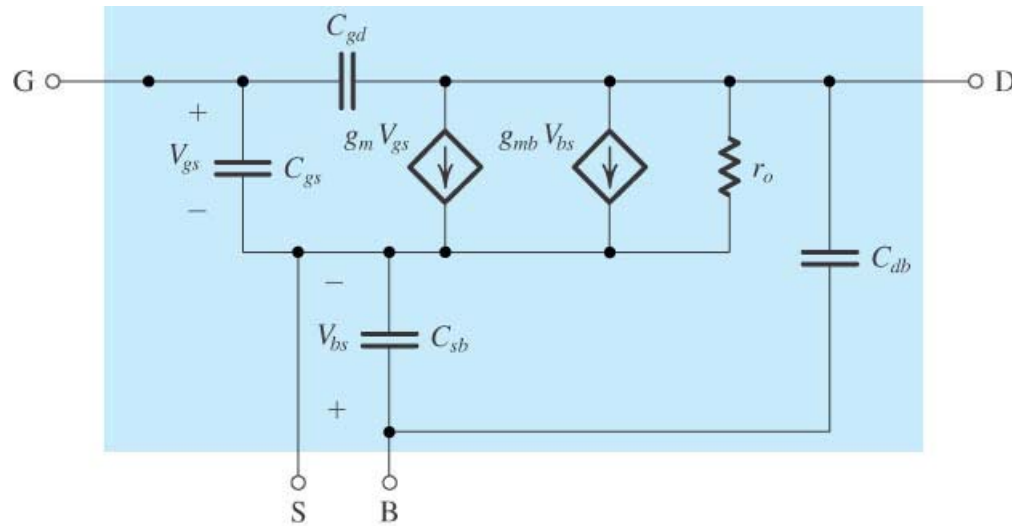 C_gd
G
D
+
V_gs
−
C_gs
g_m V_gs
g_mb V_bs
r_o
−
V_bs
+
C_sb
C_db
S
B